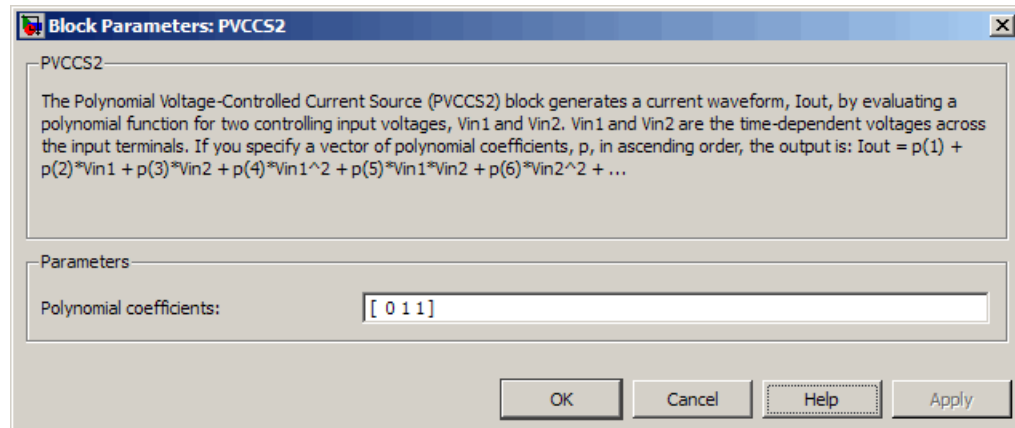 Block Parameters: PVCCS2
PVCCS2
The Polynomial Voltage-Controlled Current Source (PVCCS2) block generates a current waveform, Iout, by evaluating a
polynomial function for two controlling input voltages, Vin1 and Vin2. Vin1 and Vin2 are the time-dependent voltages across
the input terminals. If you specify a vector of polynomial coefficients, p, in ascending order, the output is: Iout = p(1) +
p(2)*Vin1 + p(3)*Vin2 + p(4)*Vin1^2 + p(5)*Vin1*Vin2 + p(6)*Vin2^2 + ...
Parameters
Polynomial coefficients: [ 0 1 1]
OK Cancel Help Apply